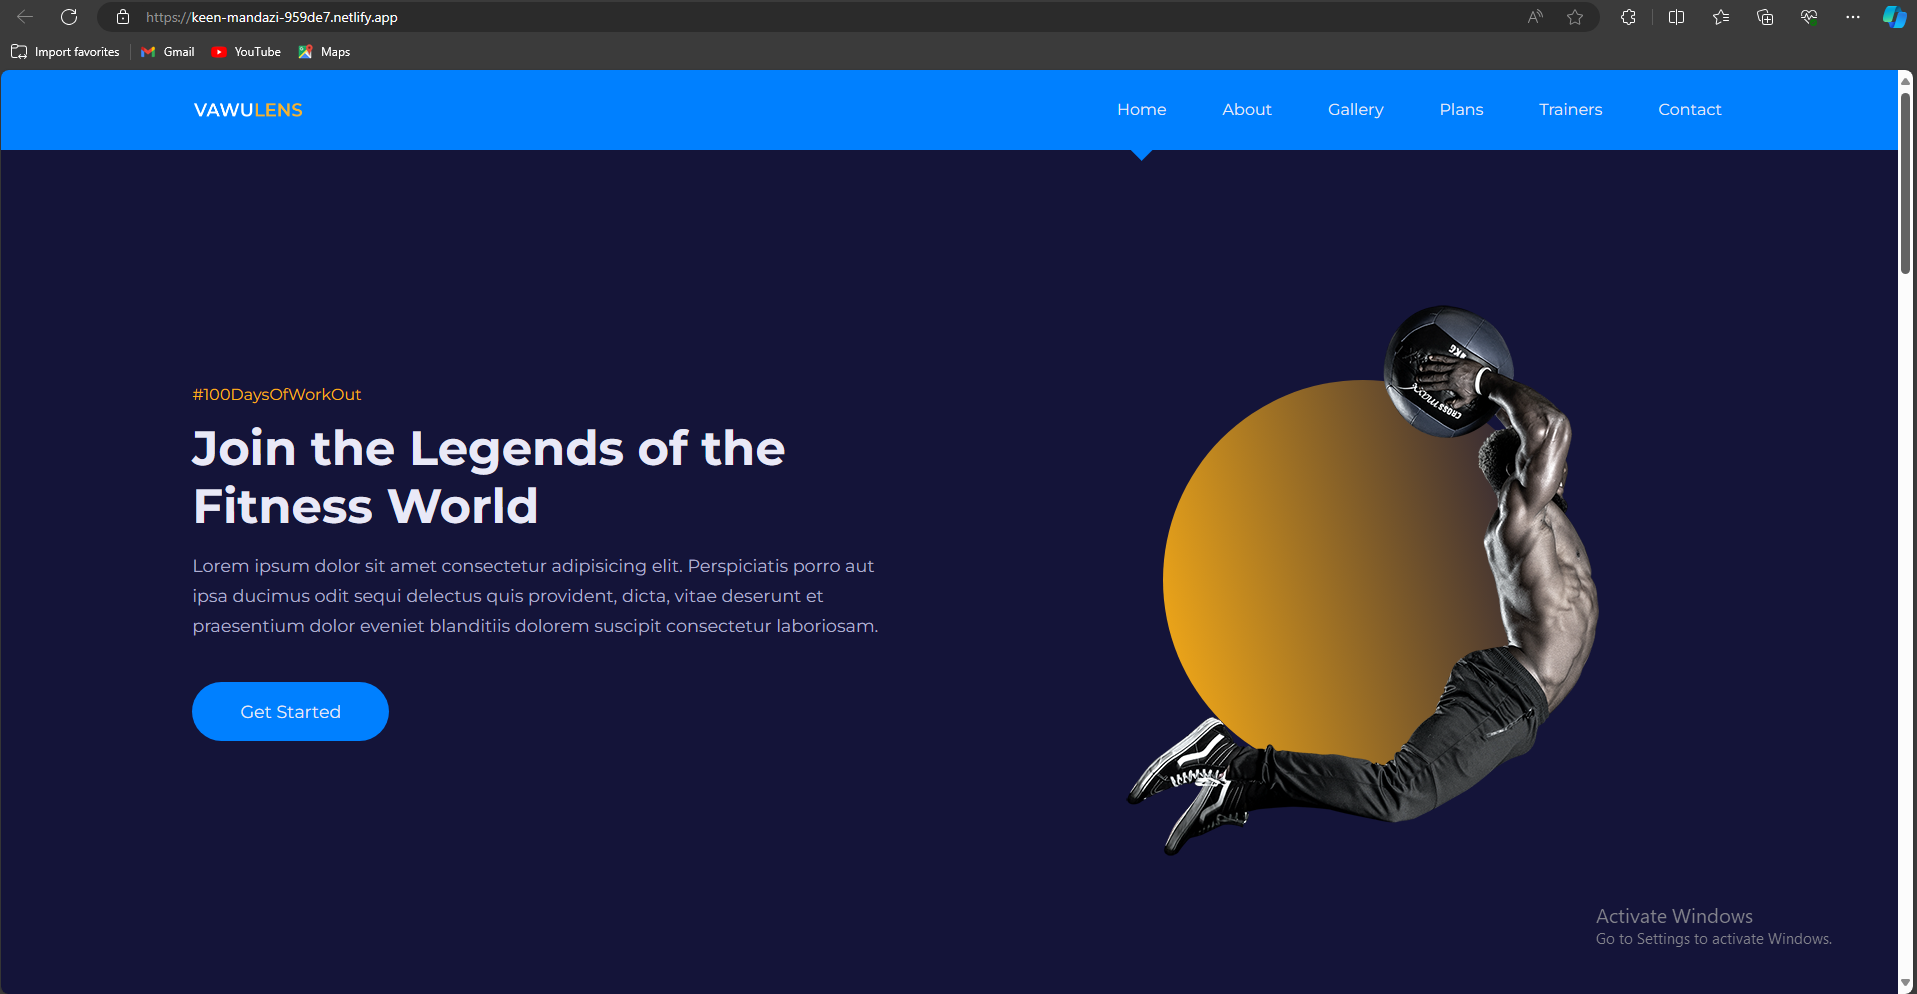 https://keen-mandazi-959de7.netlify.app
Import favorites
Gmail
YouTube
Maps
VAWULENS
Home
About
Gallery
Plans
Trainers
Contact
#100DaysOfWorkOut
Join the Legends of the
Fitness World
Lorem ipsum dolor sit amet consectetur adipisicing elit. Perspiciatis porro aut
ipsa ducimus odit sequi delectus quis provident, dicta, vitae deserunt et
praesentium dolor eveniet blanditiis dolorem suscipit consectetur laboriosam.
Get Started
4KG
CROSSMAXX
Activate Windows
Go to Settings to activate Windows.